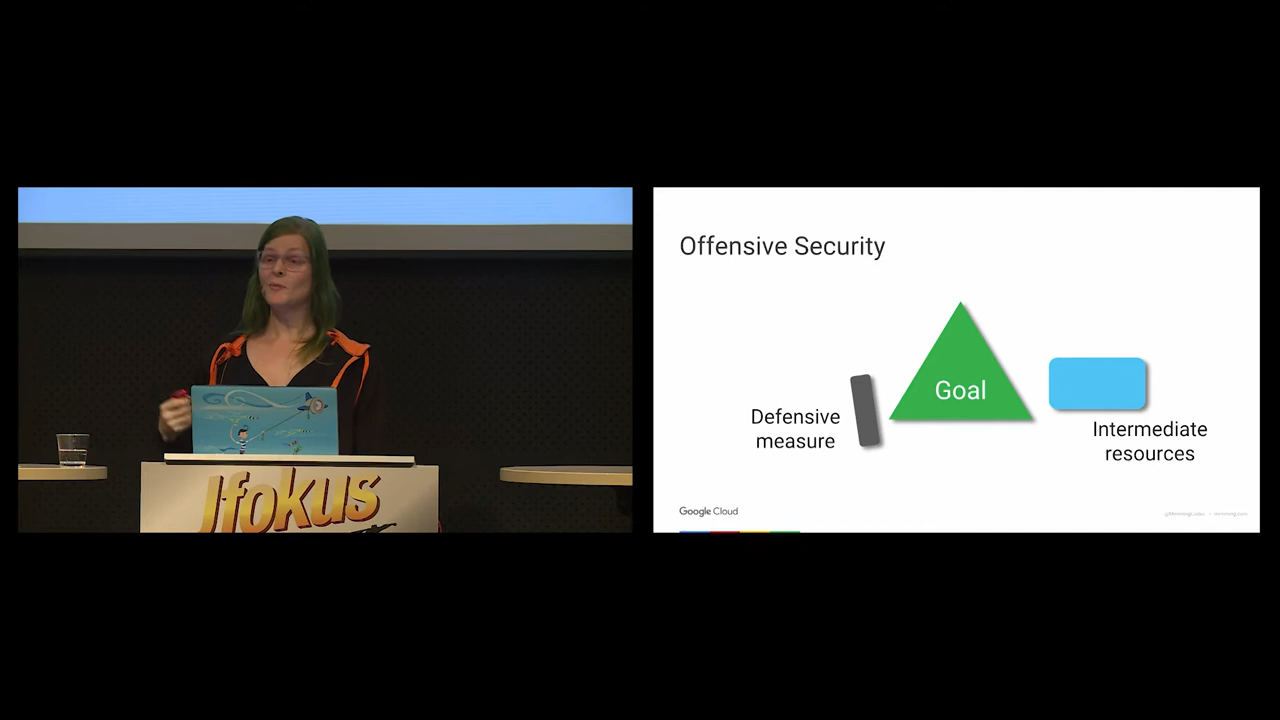 Jfokus
Offensive Security
Goal
Defensive
measure
Intermediate
resources
Google Cloud